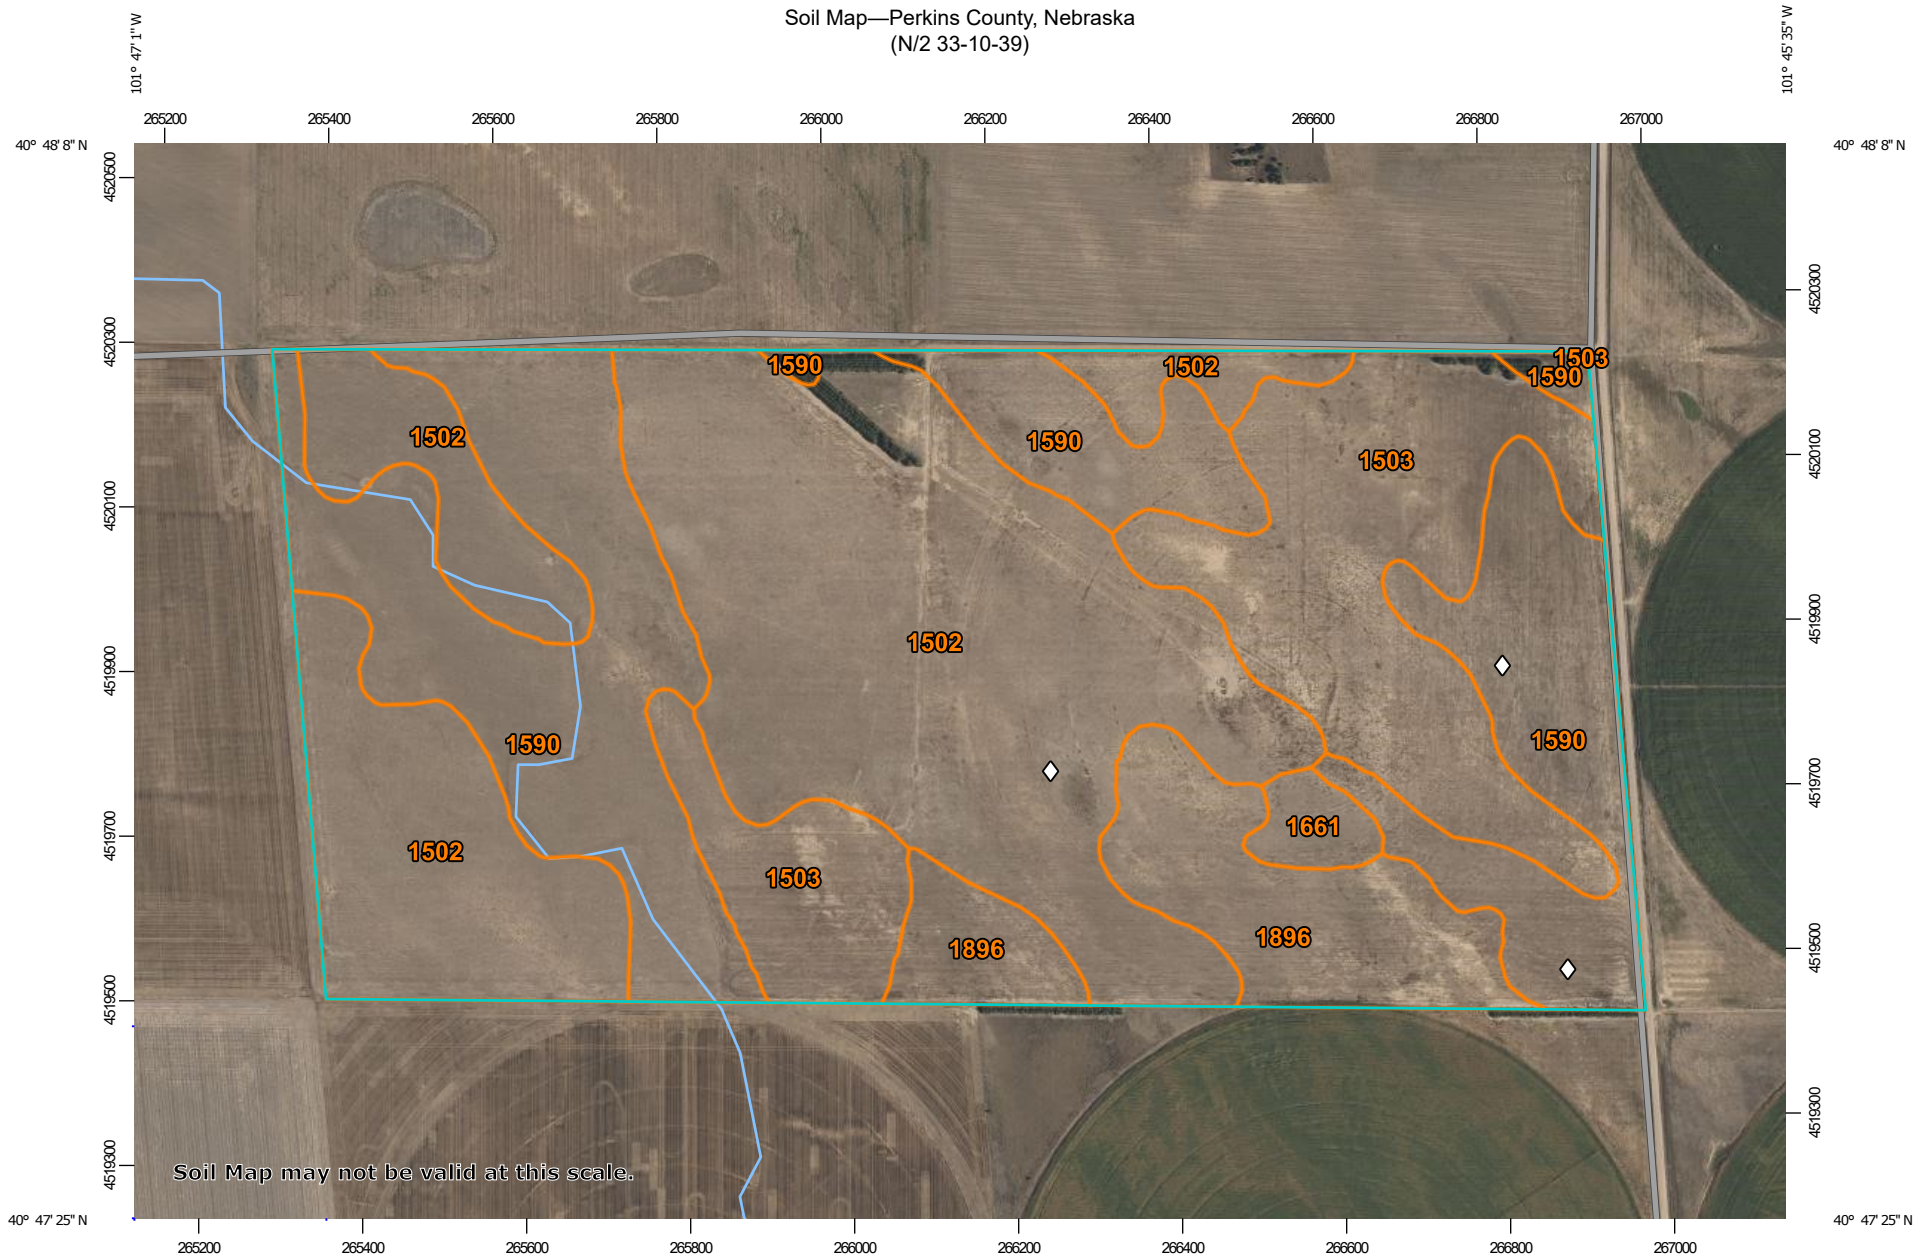 Soil Map—Perkins County, Nebraska
(N/2 33-10-39)
101° 47' 1" W
101° 45' 35" W
265200 265400 265600 265800 266000 266200 266400 266600 266800 267000
40° 48' 8" N
40° 48' 8" N
4520500
4520300
4520300
1590
1502
1503
1590
1502
1590
1503
4520100
4520100
1502
4519900
4519900
1590
1590
4519700
4519700
1661
1502
1503
1896
1896
4519500
4519500
4519300
4519300
Soil Map may not be valid at this scale.
40° 47' 25" N
40° 47' 25" N
265200 265400 265600 265800 266000 266200 266400 266600 266800 267000